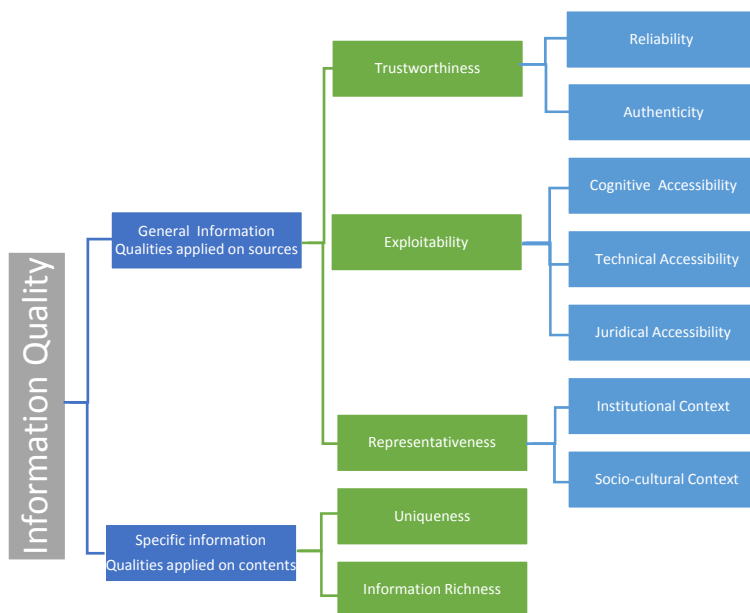 Information Quality
General Information
Qualities applied on sources
Specific information
Qualities applied on contents
Trustworthiness
Exploitability
Representativeness
Uniqueness
Information Richness
Reliability
Authenticity
Cognitive Accessibility
Technical Accessibility
Juridical Accessibility
Institutional Context
Socio-cultural Context